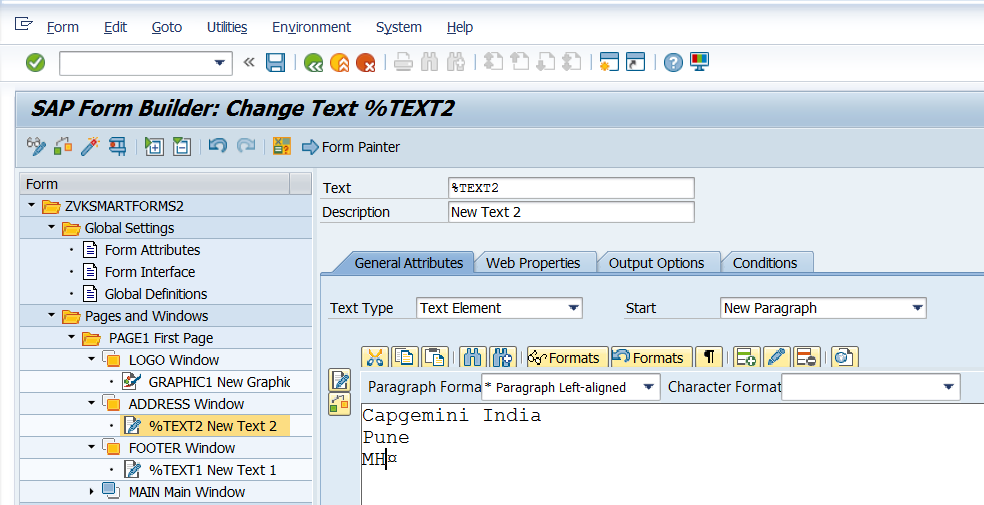 Form Edit Goto Utilities Environment System Help
SAP Form Builder: Change Text %TEXT2
Form Painter
Form
ZVKSMARTFORMS2
Global Settings
Form Attributes
Form Interface
Global Definitions
Pages and Windows
PAGE1 First Page
LOGO Window
GRAPHIC1 New Graphic
ADDRESS Window
%TEXT2 New Text 2
FOOTER Window
%TEXT1 New Text 1
MAIN Main Window
Text %TEXT2
Description New Text 2
General Attributes Web Properties Output Options Conditions
Text Type Text Element Start New Paragraph
Formats Formats ¶
Paragraph Forma * Paragraph Left-aligned Character Format
Capgemini India
Pune
MH¤